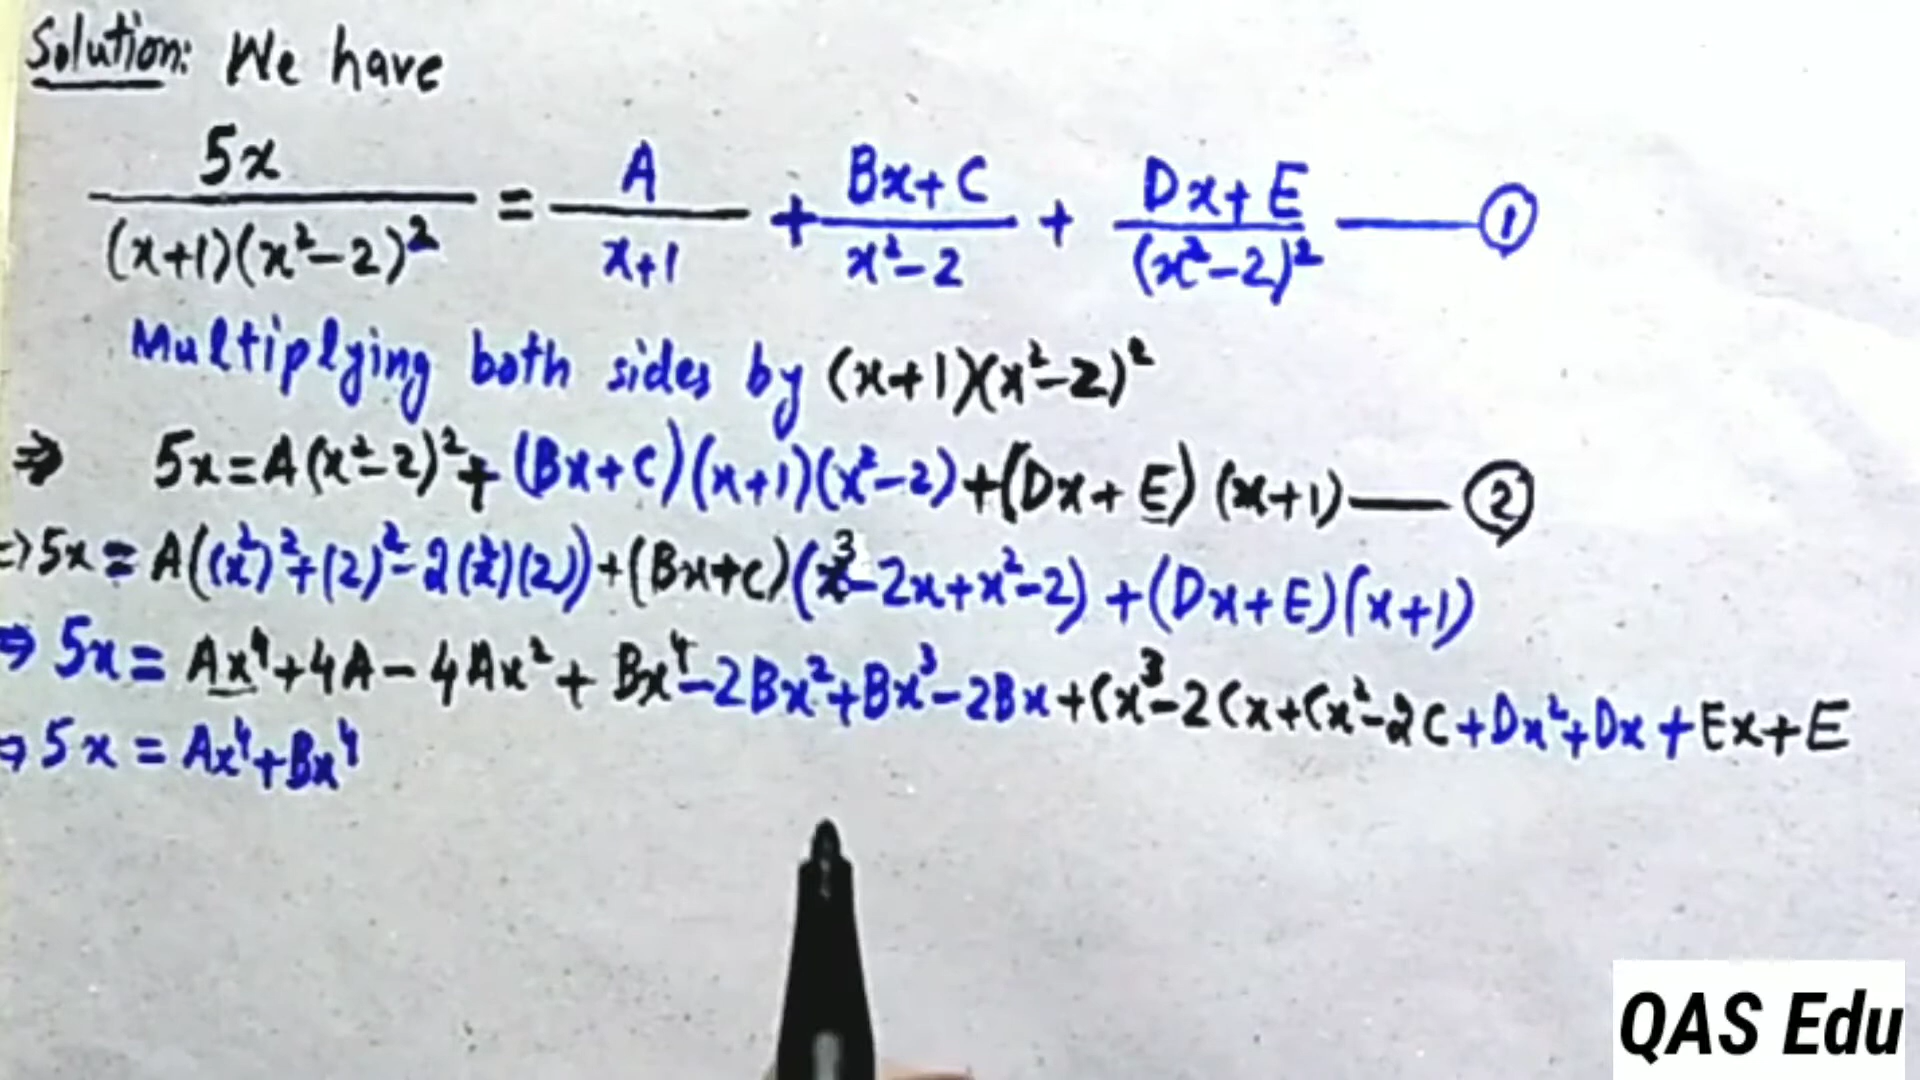 Solution: We have
5x / (x+1)(x²-2)² = A / x+1 + Bx+C / x²-2 + Dx+E / (x²-2)² —— ①
Multiplying both sides by (x+1)(x²-2)²
⇒ 5x = A(x²-2)² + (Bx+C)(x+1)(x²-2) + (Dx+E)(x+1) —— ②
⇒ 5x = A((x²)²+(2)²-2(x²)(2)) + (Bx+C)(x³-2x+x²-2) + (Dx+E)(x+1)
⇒ 5x = Ax⁴+4A-4Ax²+Bx⁴-2Bx²+Bx³-2Bx+Cx³-2Cx+Cx²-2C+Dx²+Dx+Ex+E
⇒ 5x = Ax⁴+Bx⁴
QAS Edu